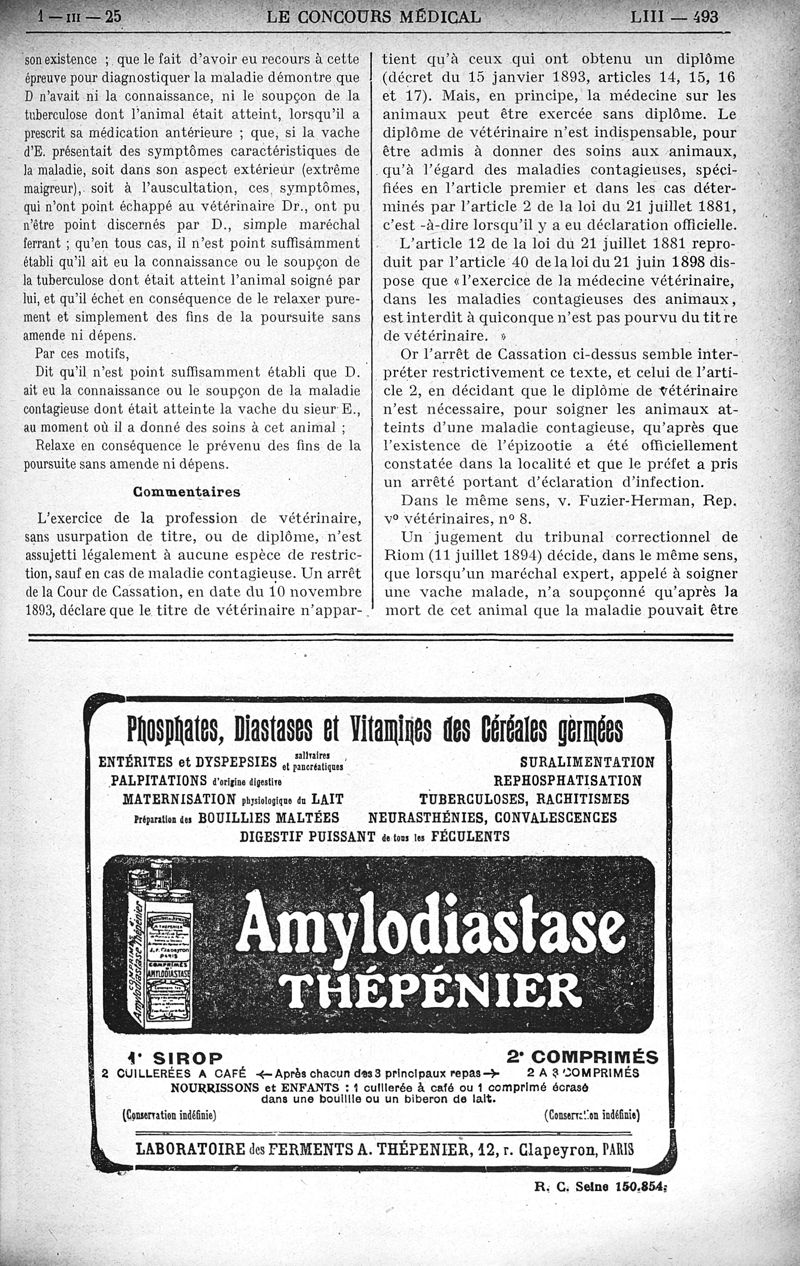 1 — III — 25
LE CONCOURS MÉDICAL
LIII — 493
son existence ; que le fait d'avoir eu recours à cette
épreuve pour diagnostiquer la maladie démontre que
D n'avait ni la connaissance, ni le soupçon de la
tuberculose dont l'animal était atteint, lorsqu'il a
prescrit sa médication antérieure ; que, si la vache
d'E. présentait des symptômes caractéristiques de
la maladie, soit dans son aspect extérieur (extrême
maigreur), soit à l'auscultation, ces symptômes,
qui n'ont point échappé au vétérinaire Dr., ont pu
n'être point discernés par D., simple maréchal
ferrant ; qu'en tous cas, il n'est point suffisamment
établi qu'il ait eu la connaissance ou le soupçon de
la tuberculose dont était atteint l'animal soigné par
lui, et qu'il échet en conséquence de le relaxer pure-
ment et simplement des fins de la poursuite sans
amende ni dépens.
Par ces motifs,
Dit qu'il n'est point suffisamment établi que D.
ait eu la connaissance ou le soupçon de la maladie
contagieuse dont était atteinte la vache du sieur E.,
au moment où il a donné des soins à cet animal ;
Relaxe en conséquence le prévenu des fins de la
poursuite sans amende ni dépens.
Commentaires
L'exercice de la profession de vétérinaire,
sans usurpation de titre, ou de diplôme, n'est
assujetti légalement à aucune espèce de restric-
tion, sauf en cas de maladie contagieuse. Un arrêt
de la Cour de Cassation, en date du 10 novembre
1893, déclare que le titre de vétérinaire n'appar-
tient qu'à ceux qui ont obtenu un diplôme
(décret du 15 janvier 1893, articles 14, 15, 16
et 17). Mais, en principe, la médecine sur les
animaux peut être exercée sans diplôme. Le
diplôme de vétérinaire n'est indispensable, pour
être admis à donner des soins aux animaux,
qu'à l'égard des maladies contagieuses, spéci-
fiées en l'article premier et dans les cas déter-
minés par l'article 2 de la loi du 21 juillet 1881,
c'est -à-dire lorsqu'il y a eu déclaration officielle.
L'article 12 de la loi du 21 juillet 1881 repro-
duit par l'article 40 de la loi du 21 juin 1898 dis-
pose que « l'exercice de la médecine vétérinaire,
dans les maladies contagieuses des animaux,
est interdit à quiconque n'est pas pourvu du titre
de vétérinaire. »
Or l'arrêt de Cassation ci-dessus semble inter-
préter restrictivement ce texte, et celui de l'arti-
cle 2, en décidant que le diplôme de vétérinaire
n'est nécessaire, pour soigner les animaux at-
teints d'une maladie contagieuse, qu'après que
l'existence de l'épizootie a été officiellement
constatée dans la localité et que le préfet a pris
un arrêté portant d'éclaration d'infection.
Dans le même sens, v. Fuzier-Herman, Rep.
v° vétérinaires, n° 8.
Un jugement du tribunal correctionnel de
Riom (11 juillet 1894) décide, dans le même sens,
que lorsqu'un maréchal expert, appelé à soigner
une vache malade, n'a soupçonné qu'après la
mort de cet animal que la maladie pouvait être
Phosphates, Diastases et Vitamines des Céréales germées
ENTÉRITES et DYSPEPSIES salivaires et pancréatiques
SURALIMENTATION
PALPITATIONS d'origine digestive
REPHOSPHATISATION
MATERNISATION physiologique du LAIT
TUBERCULOSES, RACHITISMES
Préparation des BOUILLIES MALTÉES
NEURASTHÉNIES, CONVALESCENCES
DIGESTIF PUISSANT de tous les FÉCULENTS
COMPRIMÉS d'
Amylodiastase Thépénier
PARIS
COMPRIMÉS
AMYLODIASTASE
Amylodiastase
THÉPÉNIER
1° SIROP
2° COMPRIMÉS
2 CUILLERÉES A CAFÉ ← Après chacun des 3 principaux repas → 2 A 3 COMPRIMÉS
NOURRISSONS et ENFANTS : 1 cuillerée à café ou 1 comprimé écrasé
dans une bouillie ou un biberon de lait.
(Conservation indéfinie)
(Conservation indéfinie)
LABORATOIRE des FERMENTS A. THÉPENIER, 12, r. Clapeyron, PARIS
R. C. Seine 150.854.